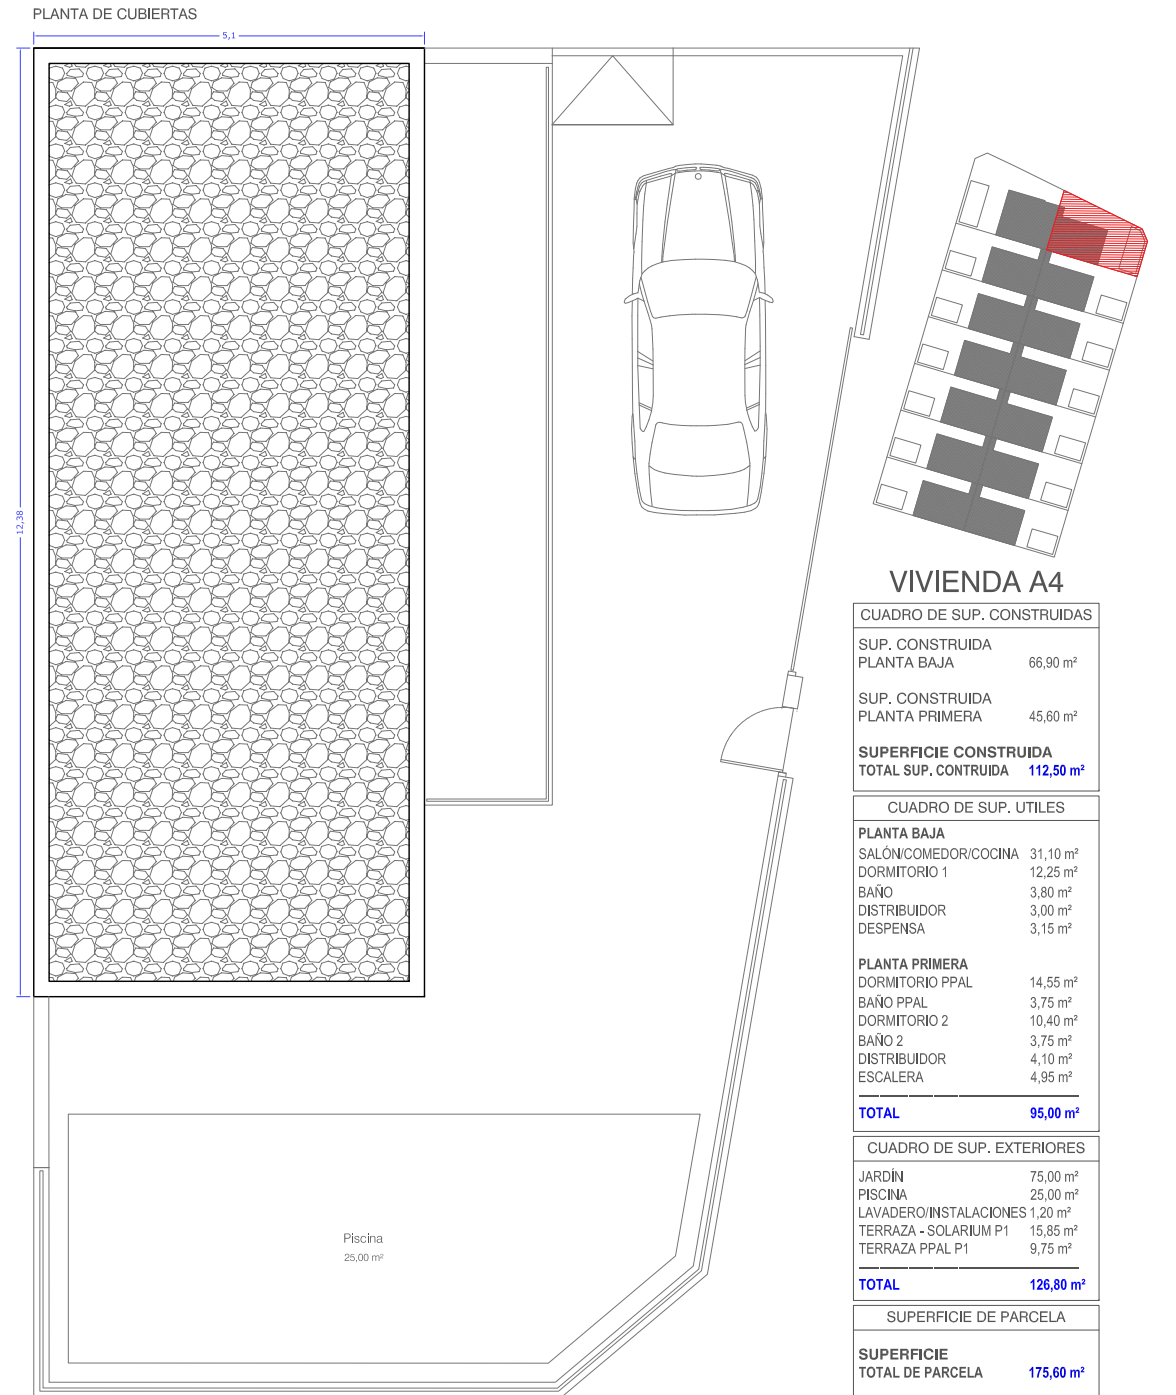 PLANTA DE CUBIERTAS
5,1
12,38
Piscina
25,00 m²
VIVIENDA A4
CUADRO DE SUP. CONSTRUIDAS
SUP. CONSTRUIDA
PLANTA BAJA 66,90 m²
SUP. CONSTRUIDA
PLANTA PRIMERA 45,60 m²
SUPERFICIE CONSTRUIDA
TOTAL SUP. CONTRUIDA 112,50 m²
CUADRO DE SUP. UTILES
PLANTA BAJA
SALÓN/COMEDOR/COCINA 31,10 m²
DORMITORIO 1 12,25 m²
BAÑO 3,80 m²
DISTRIBUIDOR 3,00 m²
DESPENSA 3,15 m²
PLANTA PRIMERA
DORMITORIO PPAL 14,55 m²
BAÑO PPAL 3,75 m²
DORMITORIO 2 10,40 m²
BAÑO 2 3,75 m²
DISTRIBUIDOR 4,10 m²
ESCALERA 4,95 m²
TOTAL 95,00 m²
CUADRO DE SUP. EXTERIORES
JARDÍN 75,00 m²
PISCINA 25,00 m²
LAVADERO/INSTALACIONES 1,20 m²
TERRAZA - SOLARIUM P1 15,85 m²
TERRAZA PPAL P1 9,75 m²
TOTAL 126,80 m²
SUPERFICIE DE PARCELA
SUPERFICIE
TOTAL DE PARCELA 175,60 m²